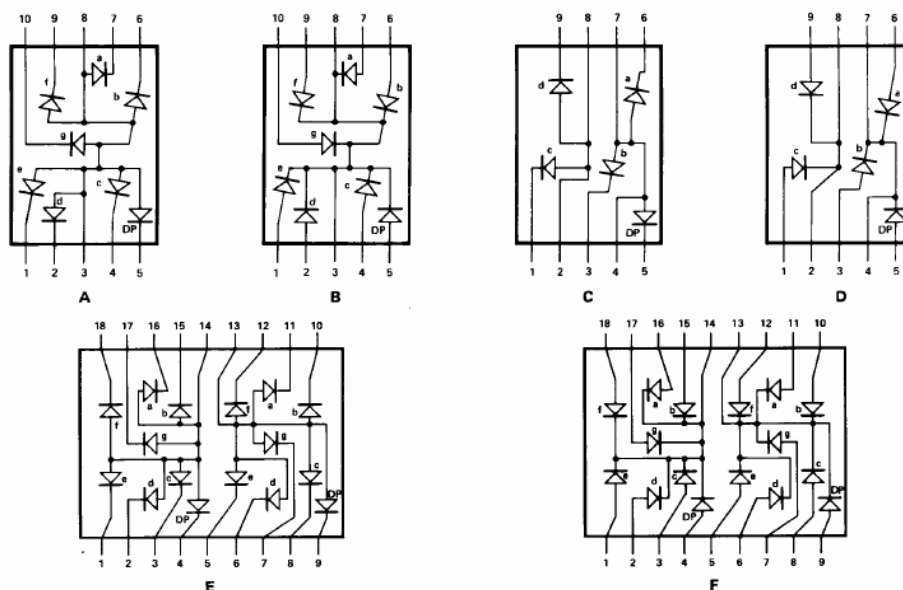 10 9 8 7 6
a
f
b
g
e
c
d
DP
1 2 3 4 5
A
10 9 8 7 6
a
f
b
g
e
c
d
DP
1 2 3 4 5
B
9 8 7 6
a
d
b
c
DP
1 2 3 4 5
C
9 8 7 6
a
d
b
c
DP
1 2 3 4 5
D
18 17 16 15 14 13 12 11 10
a a
f b f b
g g
e c e c
d d
DP DP
1 2 3 4 5 6 7 8 9
E
18 17 16 15 14 13 12 11 10
a a
f b f b
g g
e c e c
d d
DP DP
1 2 3 4 5 6 7 8 9
F